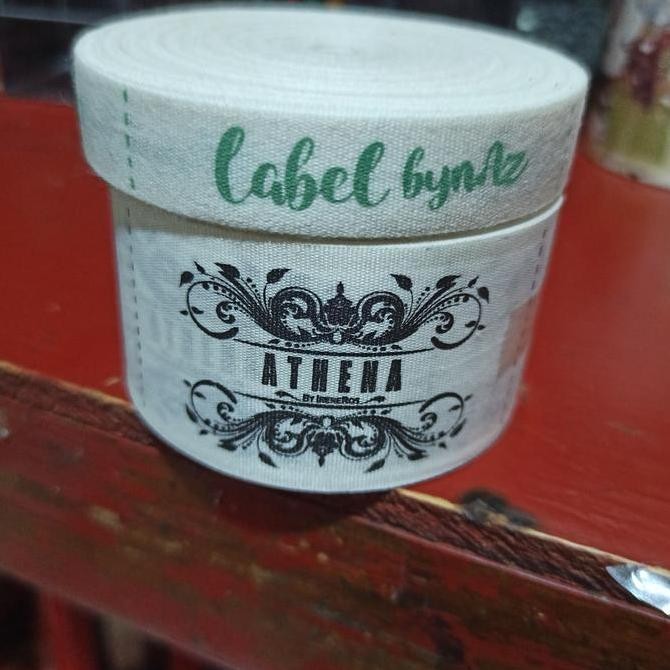 Label bynAz
ATHENA
By IreneRos